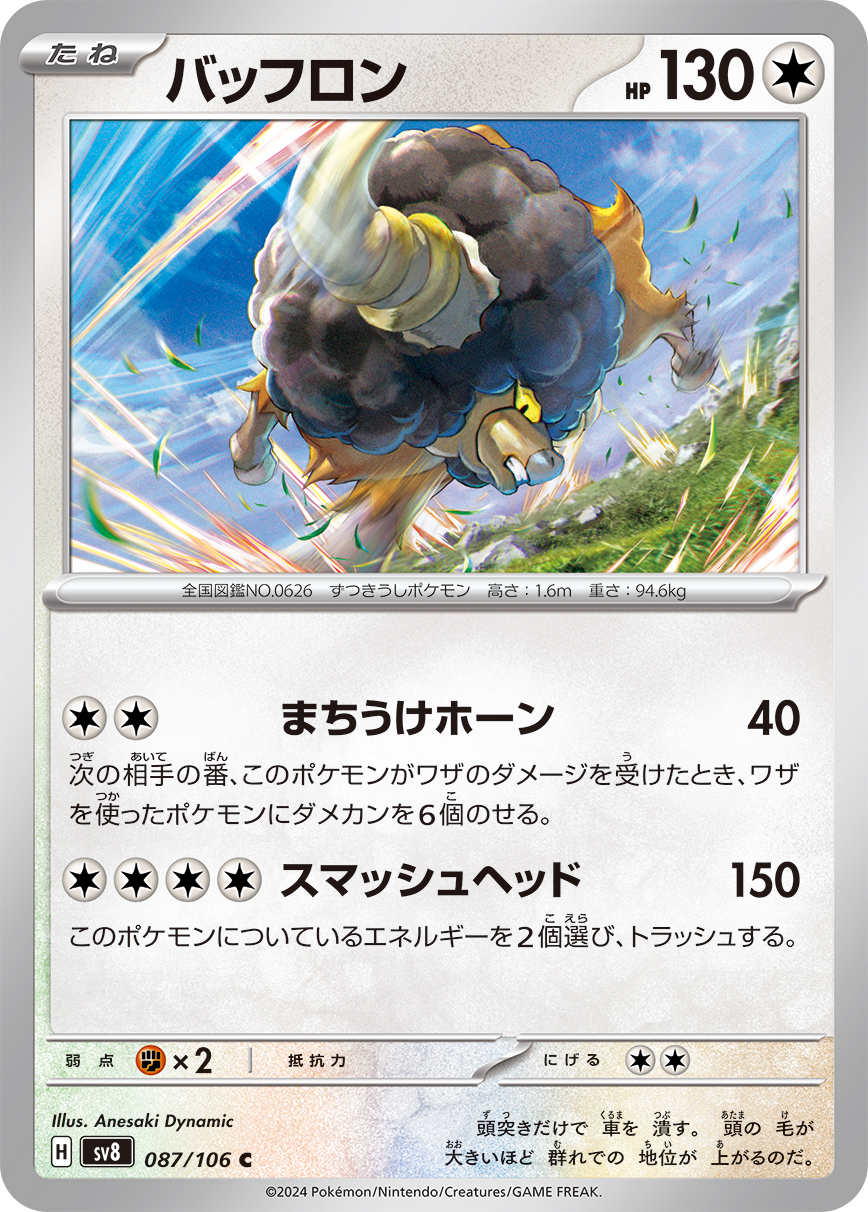 たね
バッフロン
HP 130
全国図鑑NO.0626 ずつきうしポケモン 高さ:1.6m 重さ:94.6kg
まちうけホーン 40
次の相手の番、このポケモンがワザのダメージを受けたとき、ワザ
を使ったポケモンにダメカンを6個のせる。
スマッシュヘッド 150
このポケモンについているエネルギーを2個選び、トラッシュする。
弱点 ×2 抵抗力 にげる
Illus. Anesaki Dynamic
頭突きだけで 車を 潰す。 頭の 毛が
大きいほど 群れでの 地位が 上がるのだ。
H sv8 087/106 C
©2024 Pokémon/Nintendo/Creatures/GAME FREAK.